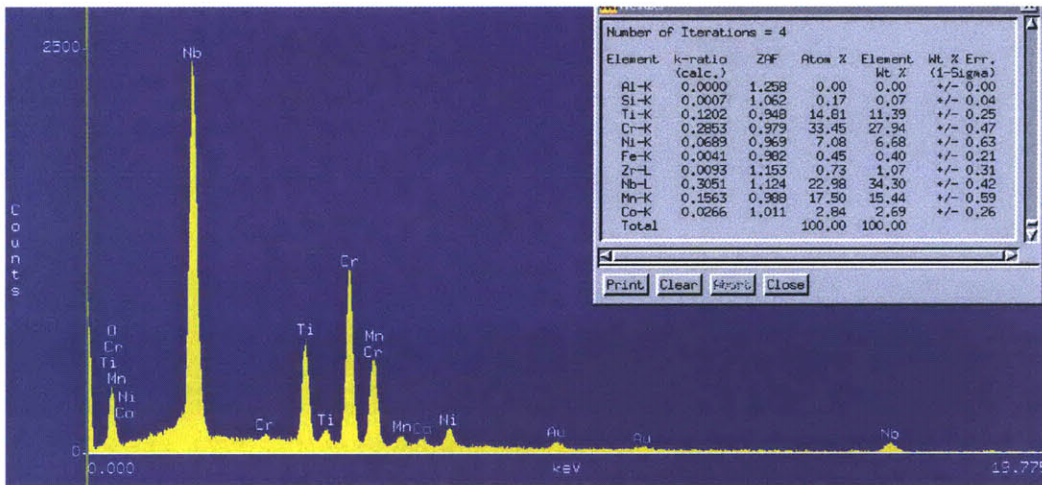 Number of Iterations = 4
Element k-ratio ZAF Atom % Element Wt % Err.
(calc.) Wt % (1-Sigma)
Al-K 0.0000 1.258 0.00 0.00 +/- 0.00
Si-K 0.0007 1.062 0.17 0.07 +/- 0.04
Ti-K 0.1202 0.948 14.81 11.39 +/- 0.25
Cr-K 0.2853 0.979 33.45 27.94 +/- 0.47
Ni-K 0.0689 0.969 7.08 6.68 +/- 0.63
Fe-K 0.0041 0.982 0.45 0.40 +/- 0.21
Zr-L 0.0093 1.153 0.73 1.07 +/- 0.31
Nb-L 0.3051 1.124 22.98 34.30 +/- 0.42
Mn-K 0.1563 0.988 17.50 15.44 +/- 0.59
Co-K 0.0266 1.011 2.84 2.69 +/- 0.26
Total 100.00 100.00
Print Clear Abort Close
2500
Nb
Counts
Cr
Ti
Mn
Cr
O
Cr
Ti
Mn
Ni
Co
Cr
Ti
Mn Co
Ni
Au
Au
Nb
0
0.000
keV
19.775